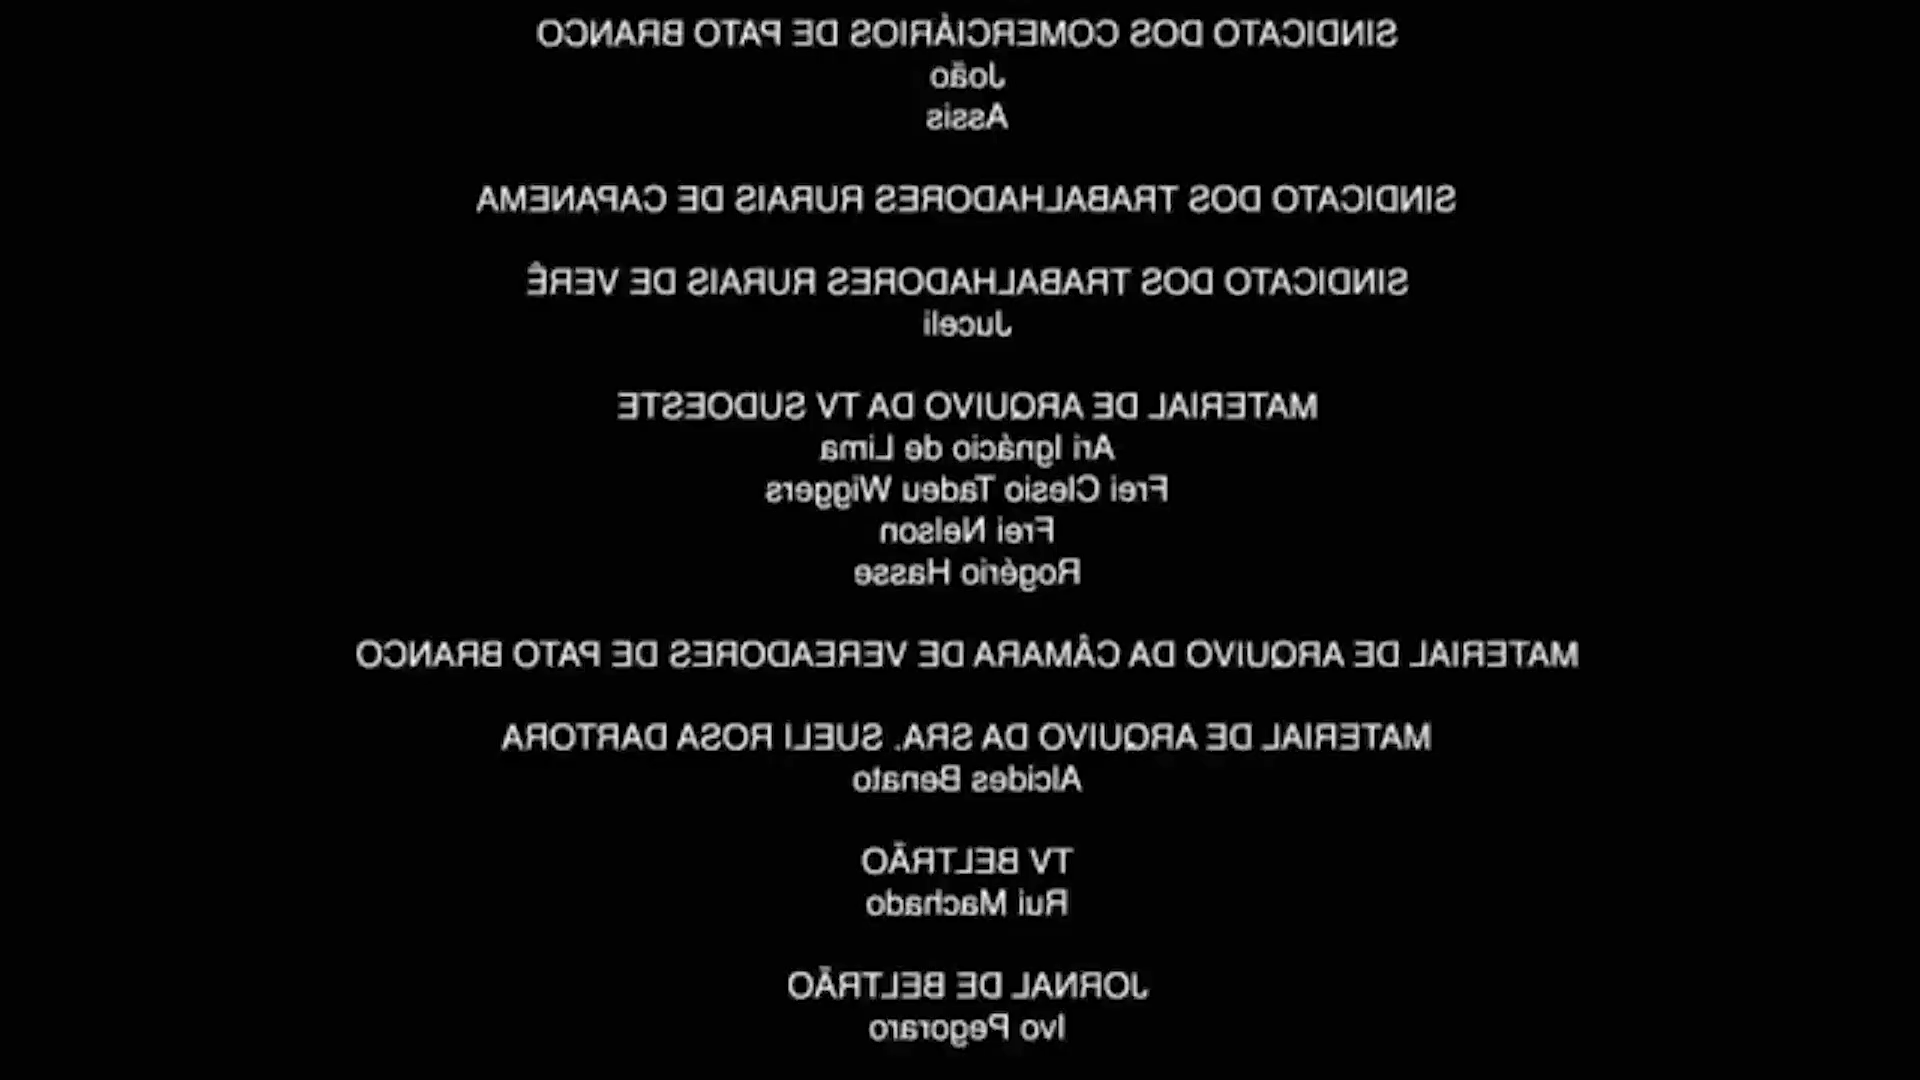 SINDICATO DOS COMERCIÁRIOS DE PATO BRANCO
João
Assis
SINDICATO DOS TRABALHADORES RURAIS DE CAPANEMA
SINDICATO DOS TRABALHADORES RURAIS DE VERÊ
Juceli
MATERIAL DE ARQUIVO DA TV SUDOESTE
Ari Ignácio de Lima
Frei Clesio Tadeu Wiggers
Frei Nelson
Rogério Hasse
MATERIAL DE ARQUIVO DA CÂMARA DE VEREADORES DE PATO BRANCO
MATERIAL DE ARQUIVO DA SRA. SUELI ROSA DARTORA
Alcides Benato
TV BELTRÃO
Rui Machado
JORNAL DE BELTRÃO
Ivo Pegoraro